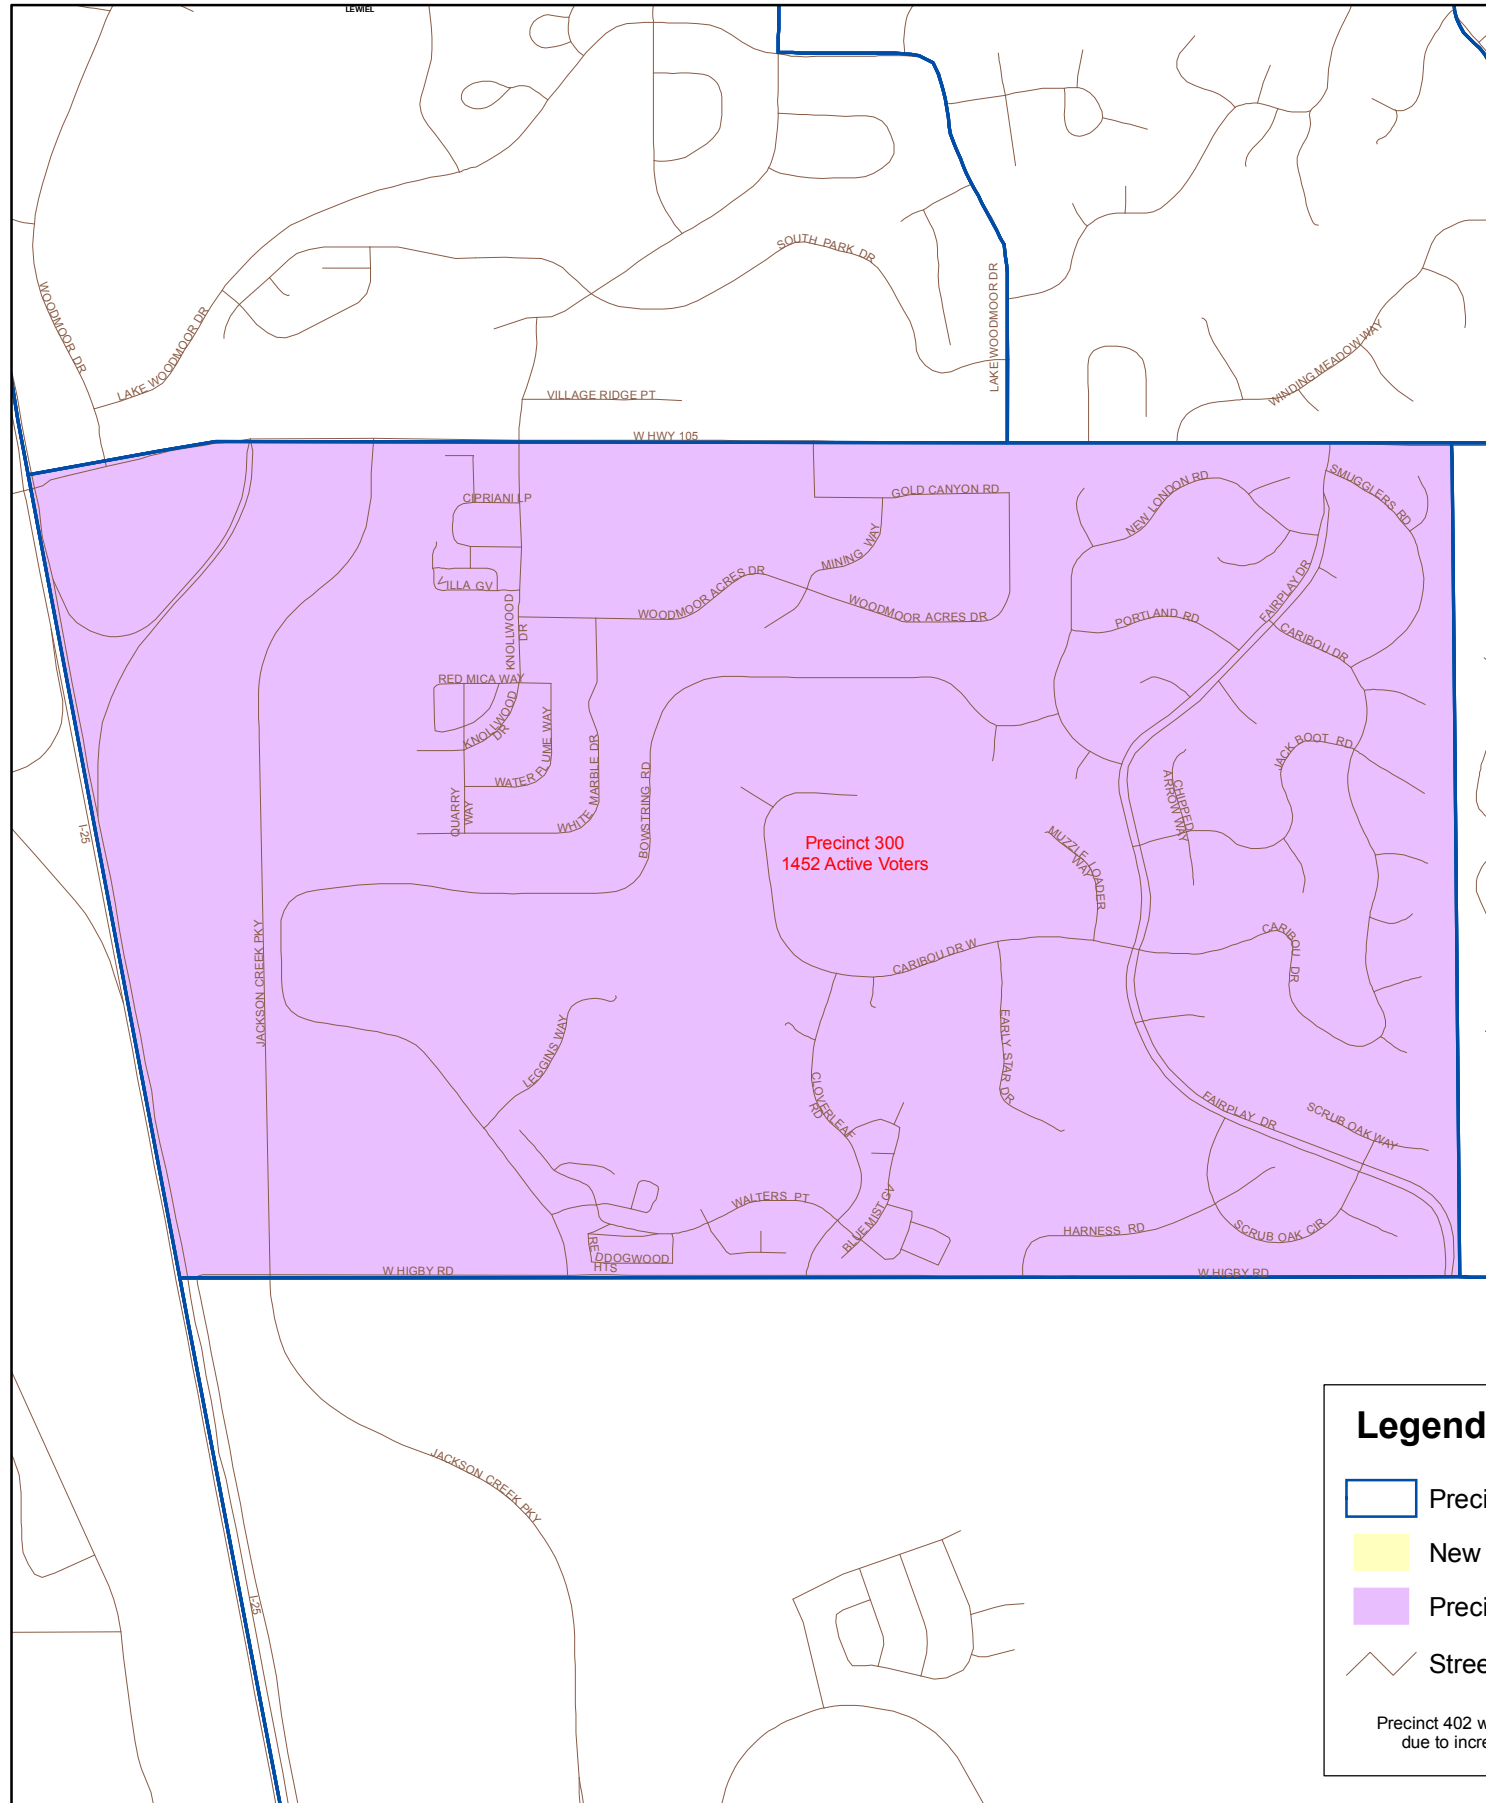 LEWIEL
SOUTH PARK DR
WOODMOOR DR
LAKE WOODMOOR DR
LAKE WOODMOOR DR
WINDING MEADOW WAY
VILLAGE RIDGE PT
W HWY 105
CIPRIANI LP
GOLD CANYON RD
NEW LONDON RD
SMUGGLERS RD
MINING WAY
VILLA GV
WOODMOOR ACRES DR
WOODMOOR ACRES DR
FAIRPLAY DR
KNOLLWOOD
DR
PORTLAND RD
CARIBOU DR
RED MICA WAY
KNOLLWOOD
DR
WATER FLUME WAY
WHITE MARBLE DR
BOWSTRING RD
QUARRY
WAY
JACK BOOT RD
CHIPPED
ARROW WAY
I-25
Precinct 300
1452 Active Voters
MUZZLE LOADER
WAY
JACKSON CREEK PKY
CARIBOU DR W
CARIBOU DR
LEGGINS WAY
EARLY STAR DR
CLOVERLEAF
RD
FAIRPLAY DR
SCRUB OAK WAY
WALTERS PT
BLUE MIST GV
HARNESS RD
SCRUB OAK CIR
RED DOGWOOD
HTS
W HIGBY RD
W HIGBY RD
JACKSON CREEK PKY
I-25
Legend
Preci
New
Preci
Stree
Precinct 402 w
due to incre